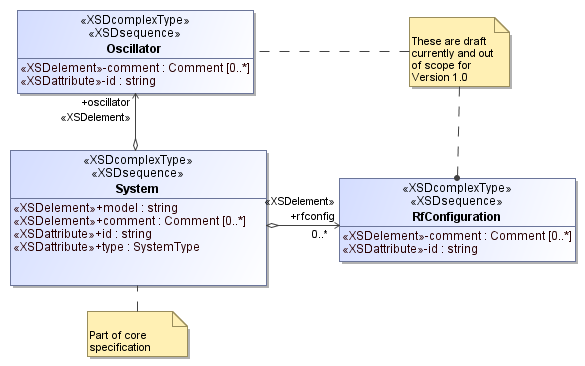 «XSDcomplexType»
«XSDsequence»
Oscillator
«XSDelement»-comment : Comment [0..*]
«XSDattribute»-id : string
These are draft
currently and out
of scope for
Version 1.0
+oscillator
«XSDelement»
«XSDcomplexType»
«XSDsequence»
System
«XSDelement»+model : string
«XSDelement»+comment : Comment [0..*]
«XSDattribute»+id : string
«XSDattribute»+type : SystemType
«XSDelement»
+rfconfig
0..*
«XSDcomplexType»
«XSDsequence»
RfConfiguration
«XSDelement»-comment : Comment [0..*]
«XSDattribute»-id : string
Part of core
specification